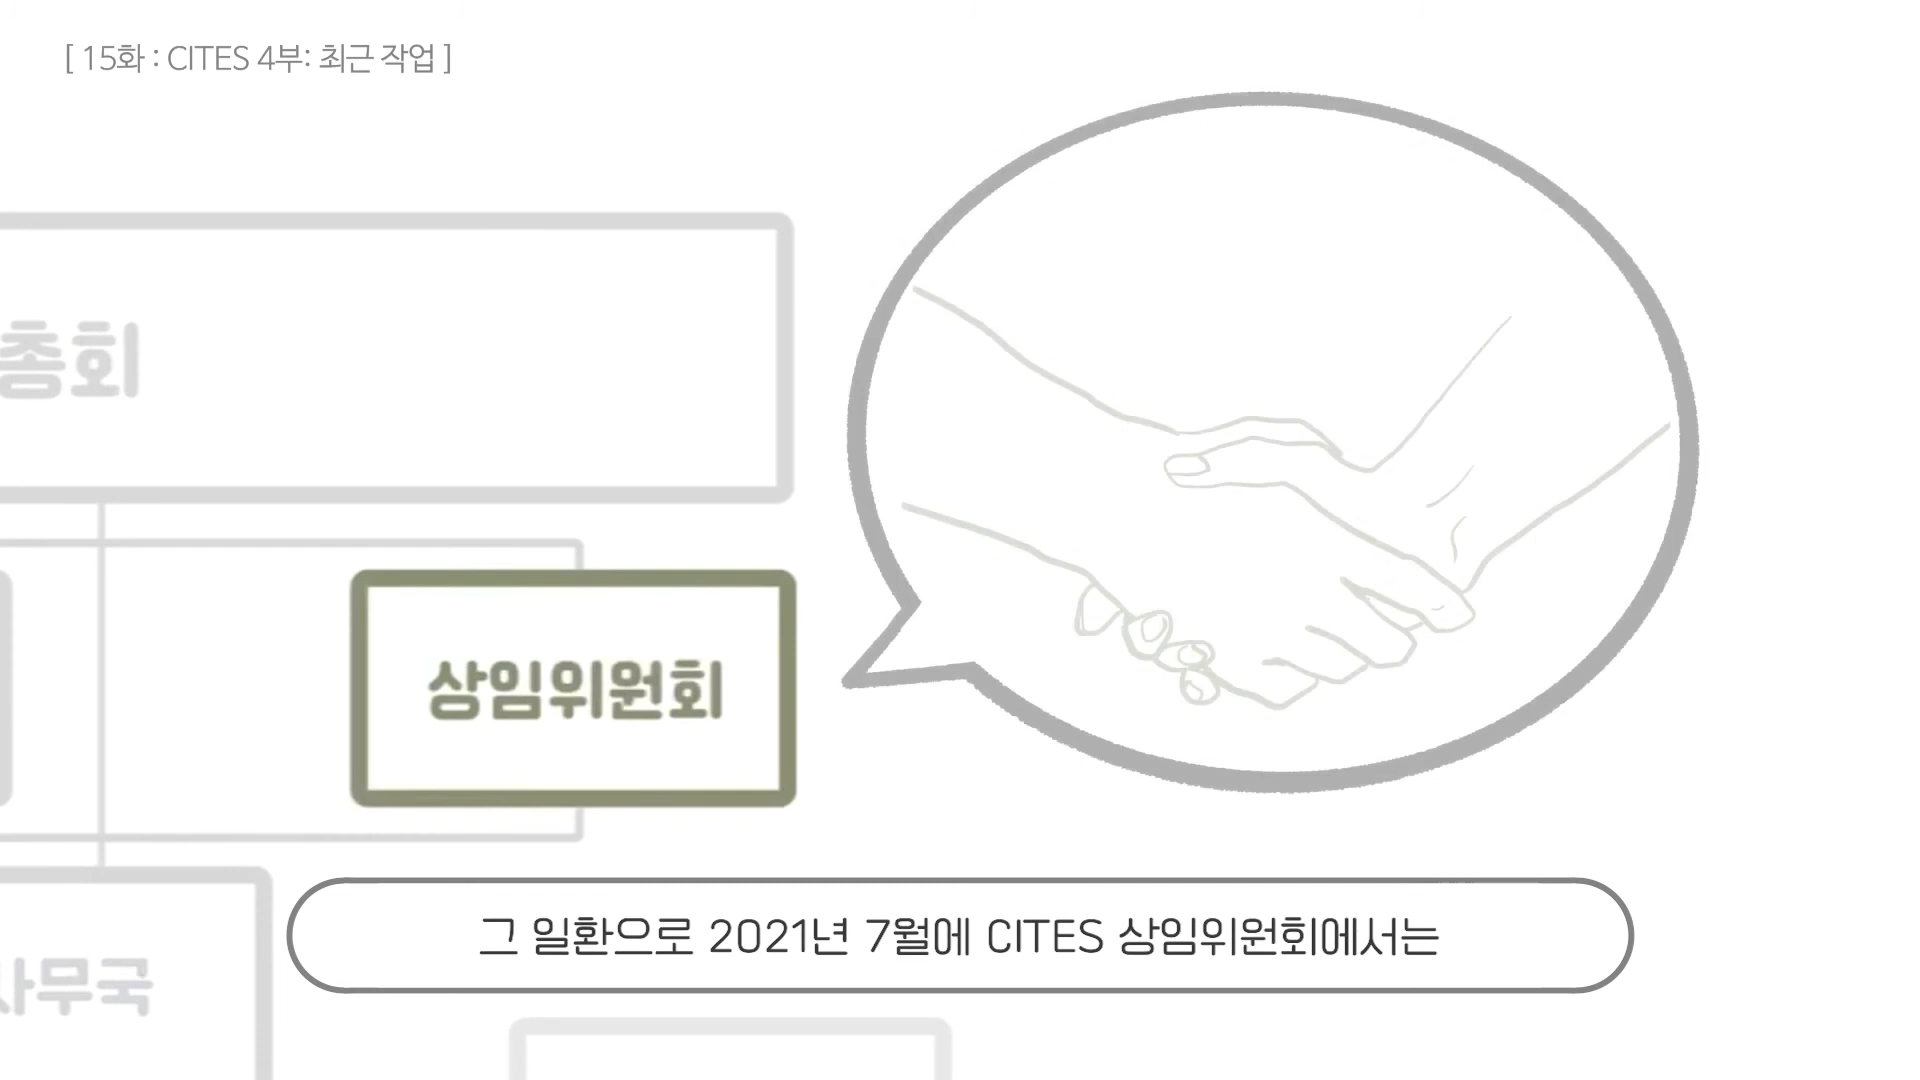 [ 15화 : CITES 4부: 최근 작업 ]
총회
상임위원회
그 일환으로 2021년 7월에 CITES 상임위원회에서는
사무국